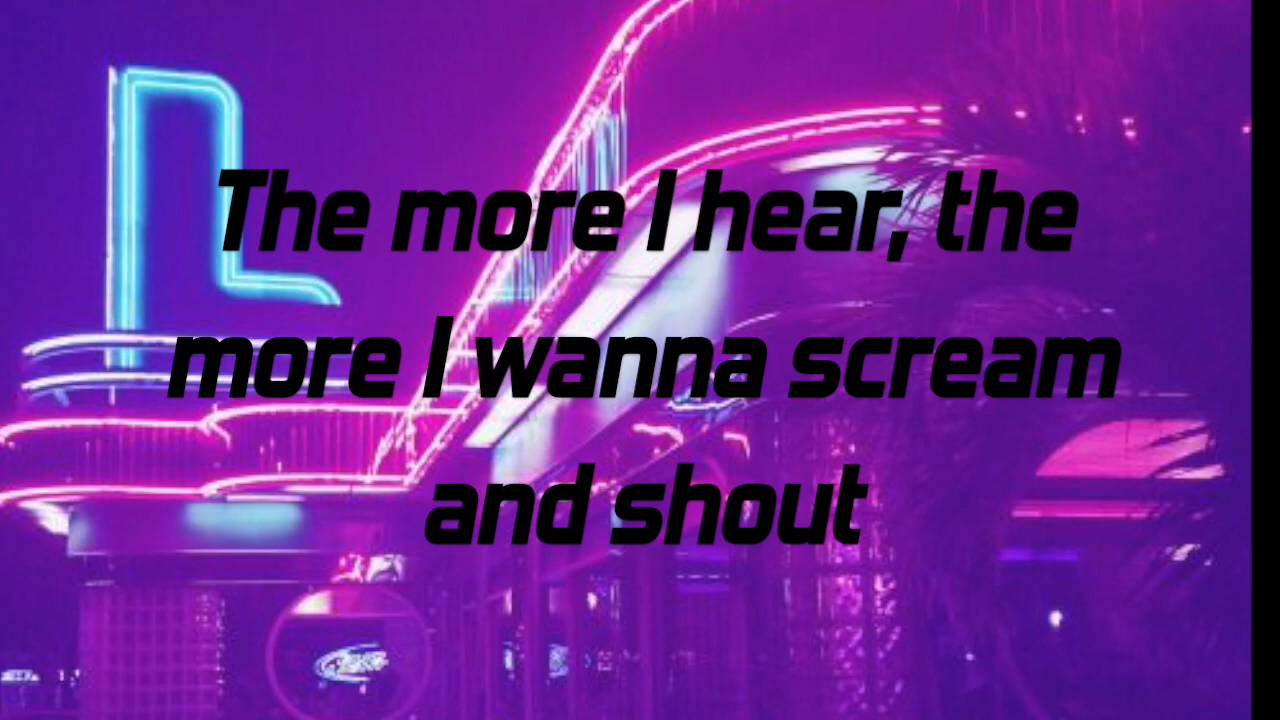 The more I hear, the
more I wanna scream
and shout